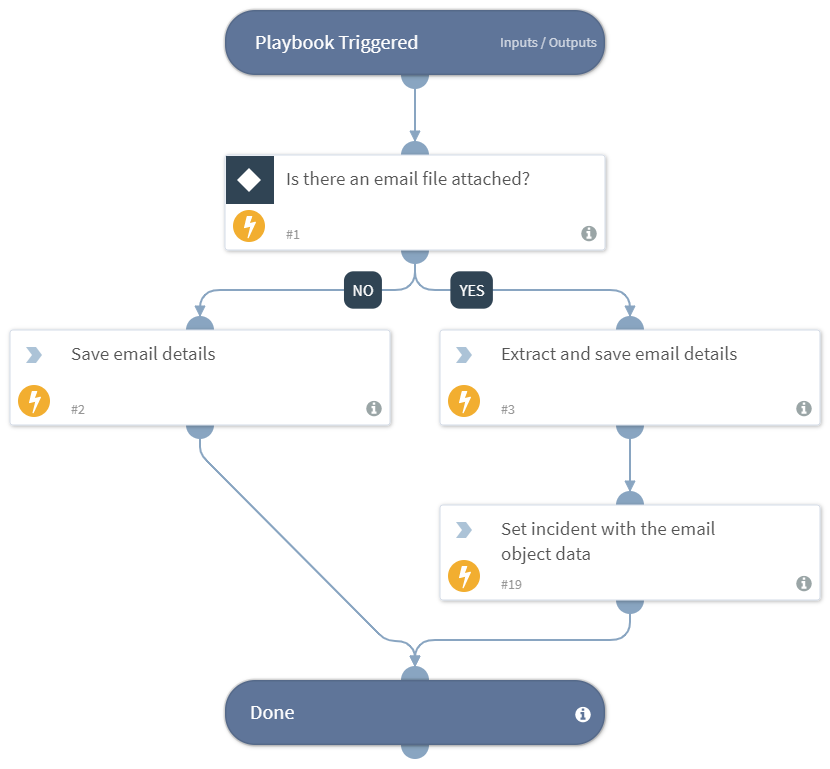 Playbook Triggered
Inputs / Outputs
Is there an email file attached?
#1
NO
YES
Save email details
#2
Extract and save email details
#3
Set incident with the email
object data
#19
Done